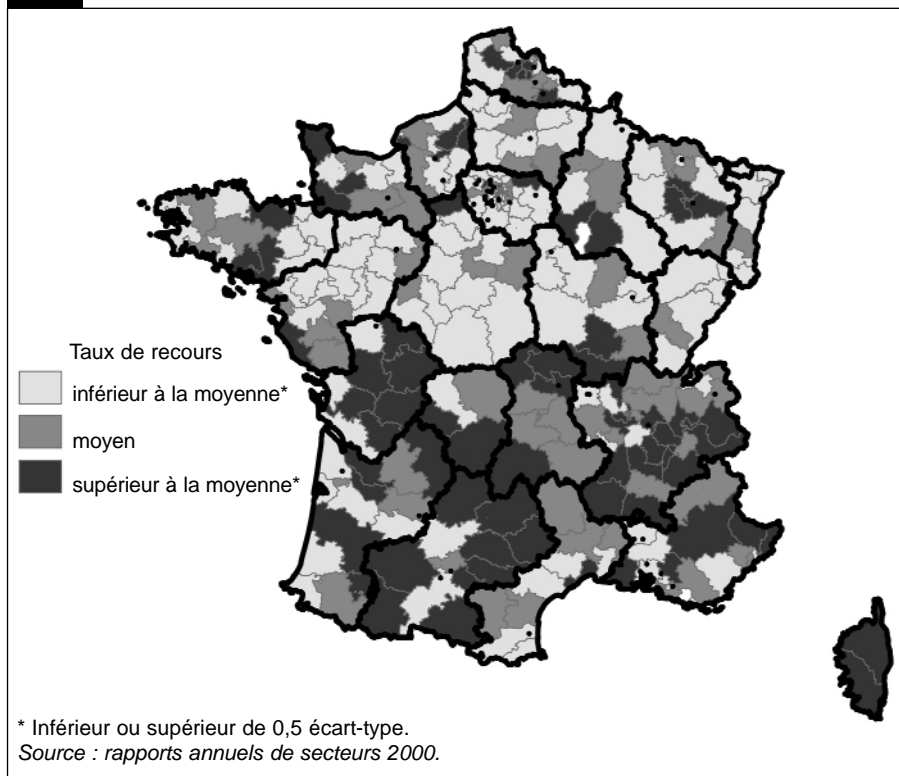 Taux de recours
inférieur à la moyenne*
moyen
supérieur à la moyenne*
* Inférieur ou supérieur de 0,5 écart-type.
Source : rapports annuels de secteurs 2000.